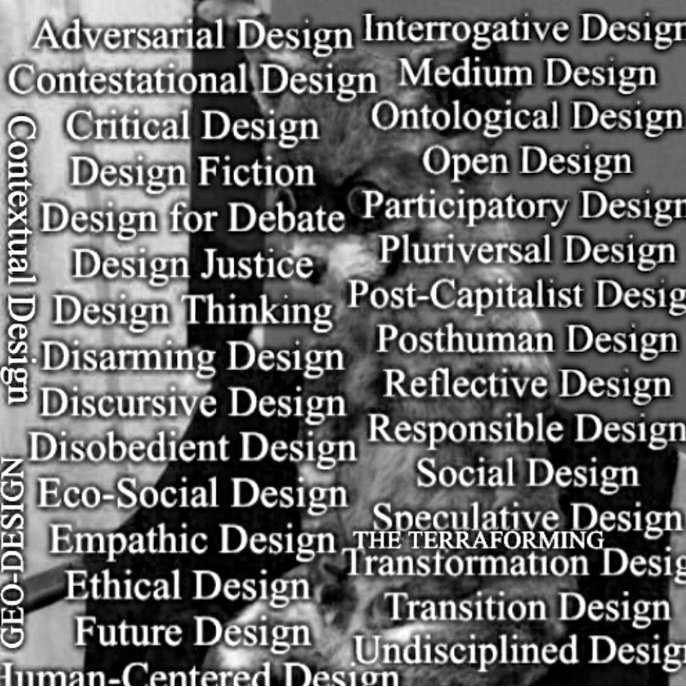 Adversarial Design
Contestational Design
Critical Design
Design Fiction
Design for Debate
Design Justice
Design Thinking
Disarming Design
Discursive Design
Disobedient Design
Eco-Social Design
Empathic Design
Ethical Design
Future Design
Human-Centered Design
Interrogative Design
Medium Design
Ontological Design
Open Design
Participatory Design
Pluriversal Design
Post-Capitalist Desig
Posthuman Design
Reflective Design
Responsible Design
Social Design
Speculative Design
THE TERRAFORMING
Transformation Desig
Transition Design
Undisciplined Desig
Contextual Design
GEO-DESIGN